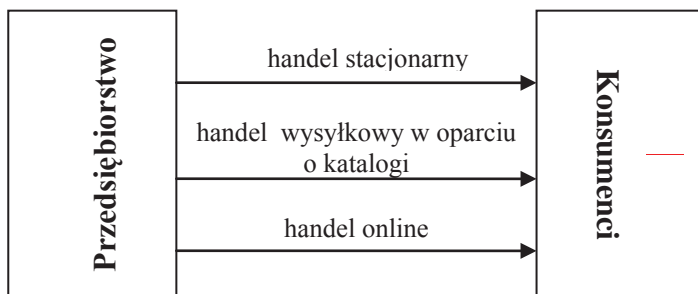 Przedsiębiorstwo
handel stacjonarny
handel wysyłkowy w oparciu
o katalogi
handel online
Konsumenci